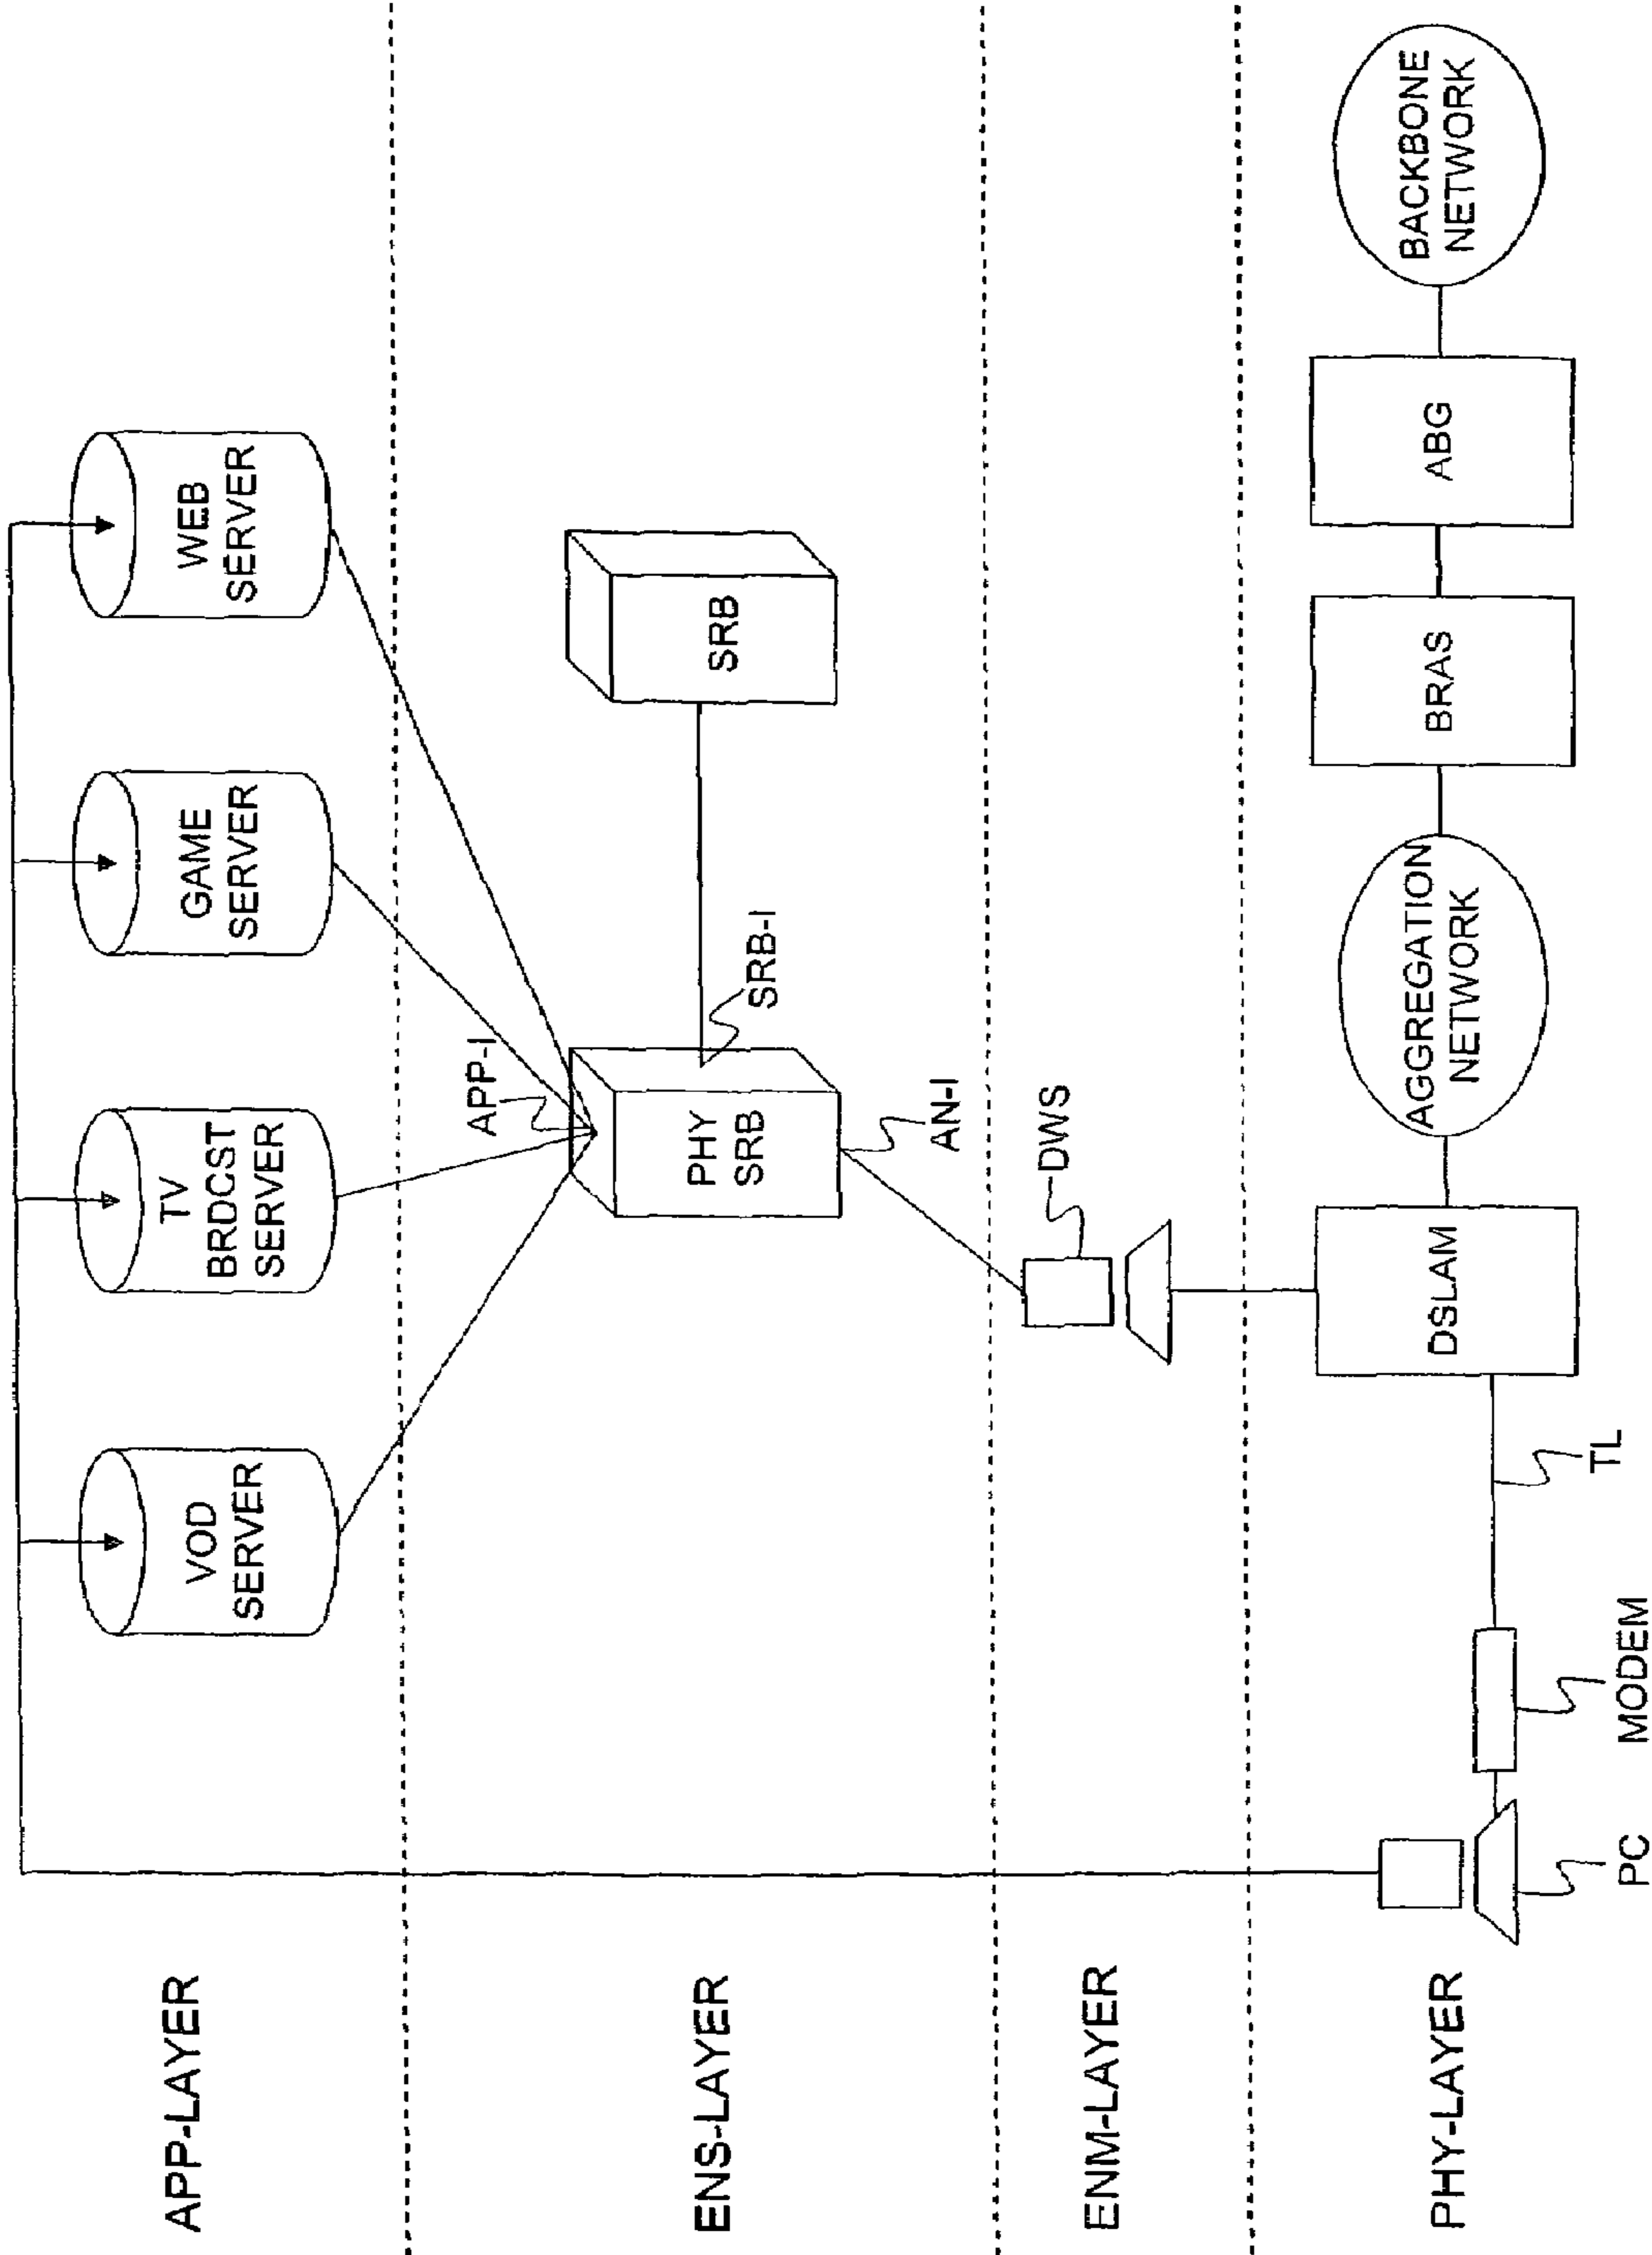 APP-LAYER
VOD
SERVER
TV
BRDCST
SERVER
GAME
SERVER
WEB
SERVER
ENS-LAYER
APP-I
PHY
SRB
SRB-I
SRB
AN-I
ENM-LAYER
DWS
PHY-LAYER
PC
MODEM
TL
DSLAM
AGGREGATION
NETWORK
BRAS
ABG
BACKBONE
NETWORK